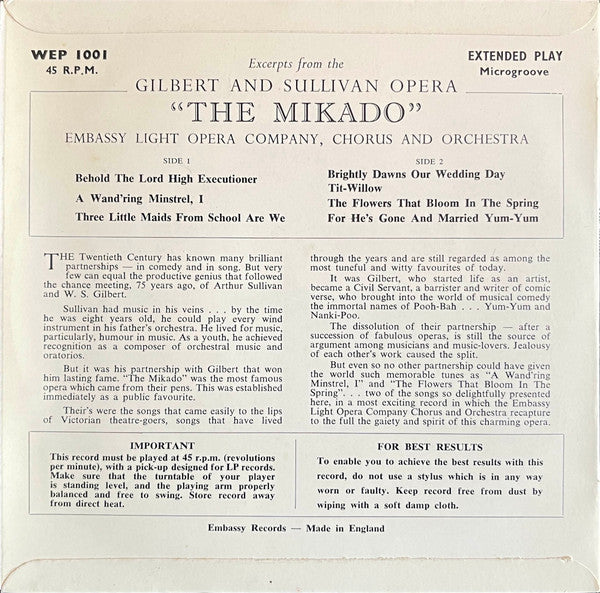 WEP 1001
45 R.P.M.
EXTENDED PLAY
Microgroove
Excerpts from the
GILBERT AND SULLIVAN OPERA
“THE MIKADO”
EMBASSY LIGHT OPERA COMPANY, CHORUS AND ORCHESTRA
SIDE 1
Behold The Lord High Executioner
A Wand'ring Minstrel, I
Three Little Maids From School Are We
SIDE 2
Brightly Dawns Our Wedding Day
Tit-Willow
The Flowers That Bloom In The Spring
For He's Gone And Married Yum-Yum
THE Twentieth Century has known many brilliant
partnerships — in comedy and in song. But very
few can equal the productive genius that followed
the chance meeting, 75 years ago, of Arthur Sullivan
and W. S. Gilbert.
Sullivan had music in his veins . . . by the time
he was eight years old, he could play every wind
instrument in his father's orchestra. He lived for music,
particularly, humour in music. As a youth, he achieved
recognition as a composer of orchestral music and
oratorios.
But it was his partnership with Gilbert that won
him lasting fame. “The Mikado” was the most famous
opera which came from their pens. This was established
immediately as a public favourite.
Their's were the songs that came easily to the lips
of Victorian theatre-goers, songs that have lived
through the years and are still regarded as among the
most tuneful and witty favourites of today.
It was Gilbert, who started life as an artist,
became a Civil Servant, a barrister and writer of comic
verse, who brought into the world of musical comedy
the immortal names of Pooh-Bah . . . Yum-Yum and
Nanki-Poo.
The dissolution of their partnership — after a
succession of fabulous operas, is still the source of
argument among musicians and music-lovers. Jealousy
of each other's work caused the split.
But even so no other partnership could have given
the world such memorable tunes as “A Wand'ring
Minstrel, I” and “The Flowers That Bloom In The
Spring”. . . two of the songs so delightfully presented
here, in a most exciting record in which the Embassy
Light Opera Company Chorus and Orchestra recapture
to the full the gaiety and spirit of this charming opera.
IMPORTANT
This record must be played at 45 r.p.m. (revolutions
per minute), with a pick-up designed for LP records.
Make sure that the turntable of your player
is standing level, and the playing arm properly
balanced and free to swing. Store record away
from direct heat.
FOR BEST RESULTS
To enable you to achieve the best results with this
record, do not use a stylus which is in any way
worn or faulty. Keep record free from dust by
wiping with a soft damp cloth.
Embassy Records — Made in England